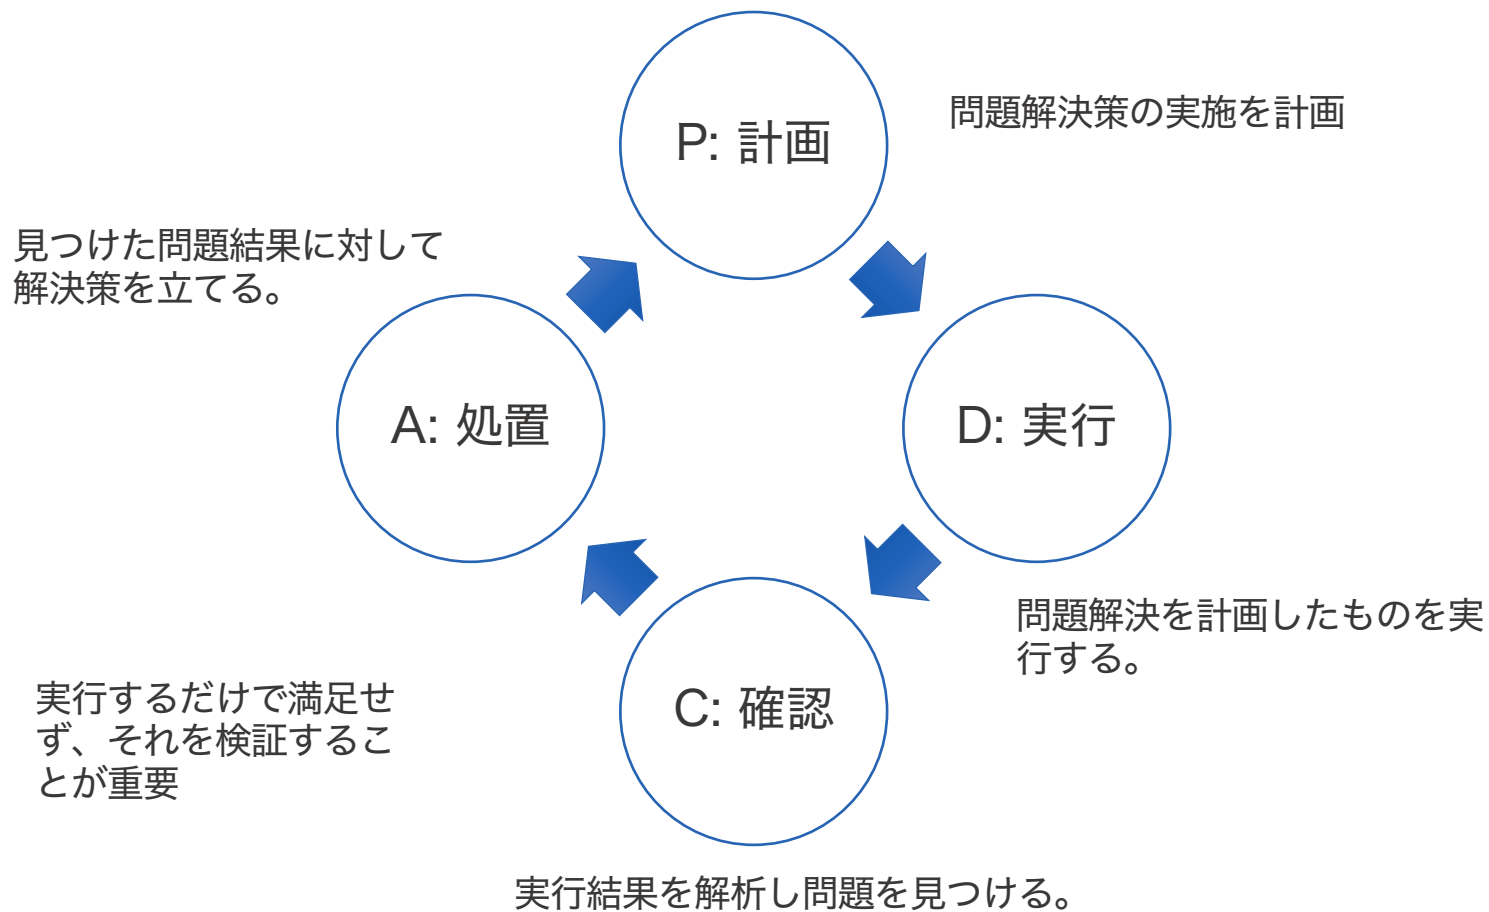 P: 計画
問題解決策の実施を計画
見つけた問題結果に対して
解決策を立てる。
A: 処置
D: 実行
問題解決を計画したものを実
行する。
C: 確認
実行するだけで満足せ
ず、それを検証するこ
とが重要
実行結果を解析し問題を見つける。